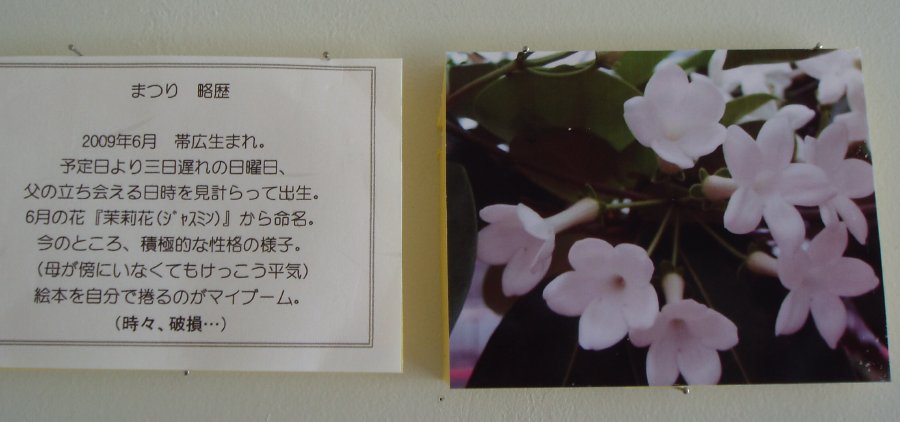 まつり　略歴
2009年6月　帯広生まれ。
予定日より三日遅れの日曜日、
父の立ち会える日時を見計らって出生。
6月の花『茉莉花(ｼﾞｬｽﾐﾝ)』から命名。
今のところ、積極的な性格の様子。
（母が傍にいなくてもけっこう平気）
絵本を自分で捲るのがマイブーム。
（時々、破損…）